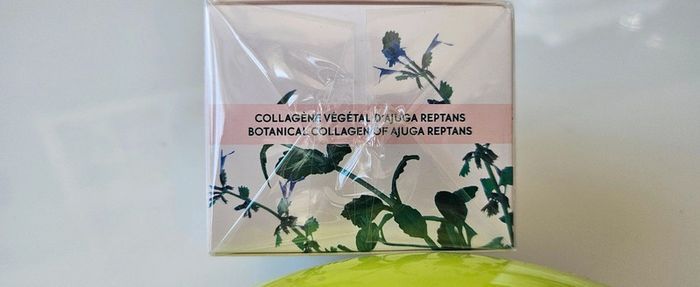 COLLAGÈNE VÉGÉTAL D'AJUGA REPTANS
BOTANICAL COLLAGEN OF AJUGA REPTANS